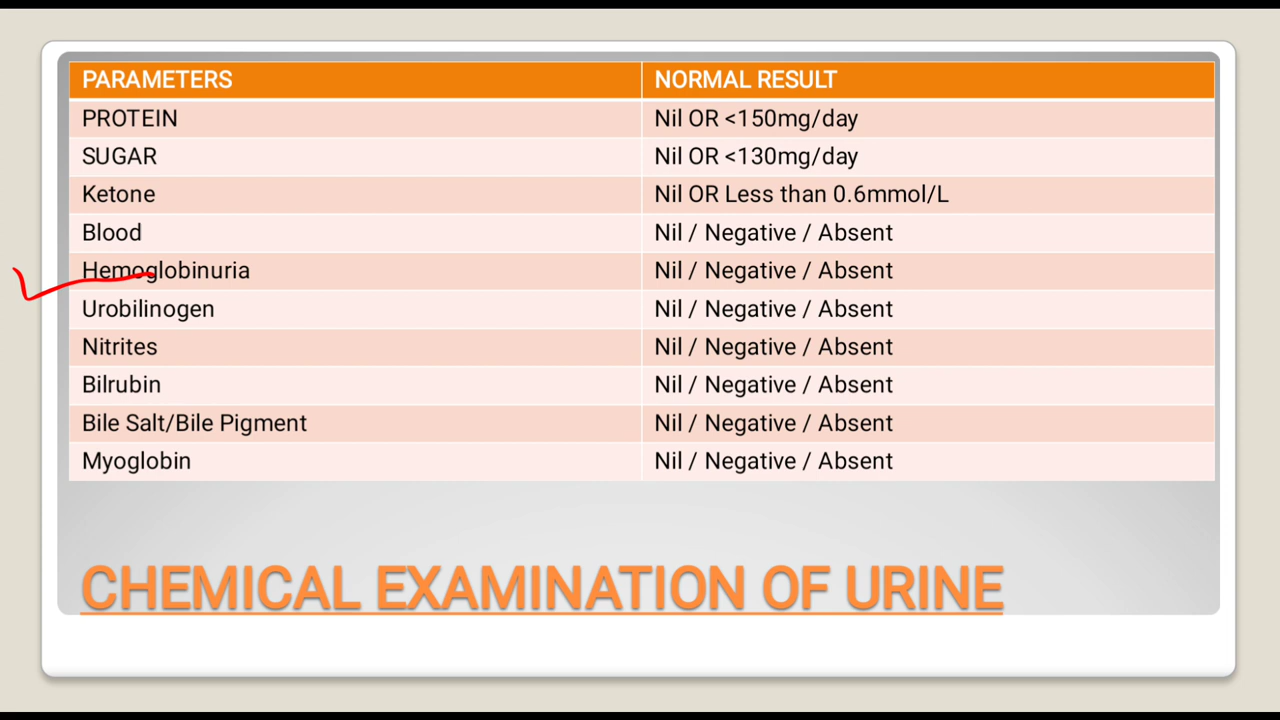 PARAMETERS NORMAL RESULT
PROTEIN Nil OR <150mg/day
SUGAR Nil OR <130mg/day
Ketone Nil OR Less than 0.6mmol/L
Blood Nil / Negative / Absent
Hemoglobinuria Nil / Negative / Absent
Urobilinogen Nil / Negative / Absent
Nitrites Nil / Negative / Absent
Bilrubin Nil / Negative / Absent
Bile Salt/Bile Pigment Nil / Negative / Absent
Myoglobin Nil / Negative / Absent
CHEMICAL EXAMINATION OF URINE